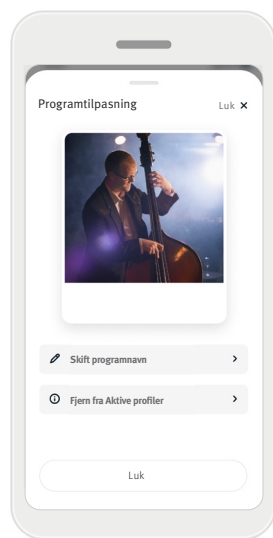 Programtilpasning
Luk ×
Skift programnavn
Fjern fra Aktive profiler
Luk